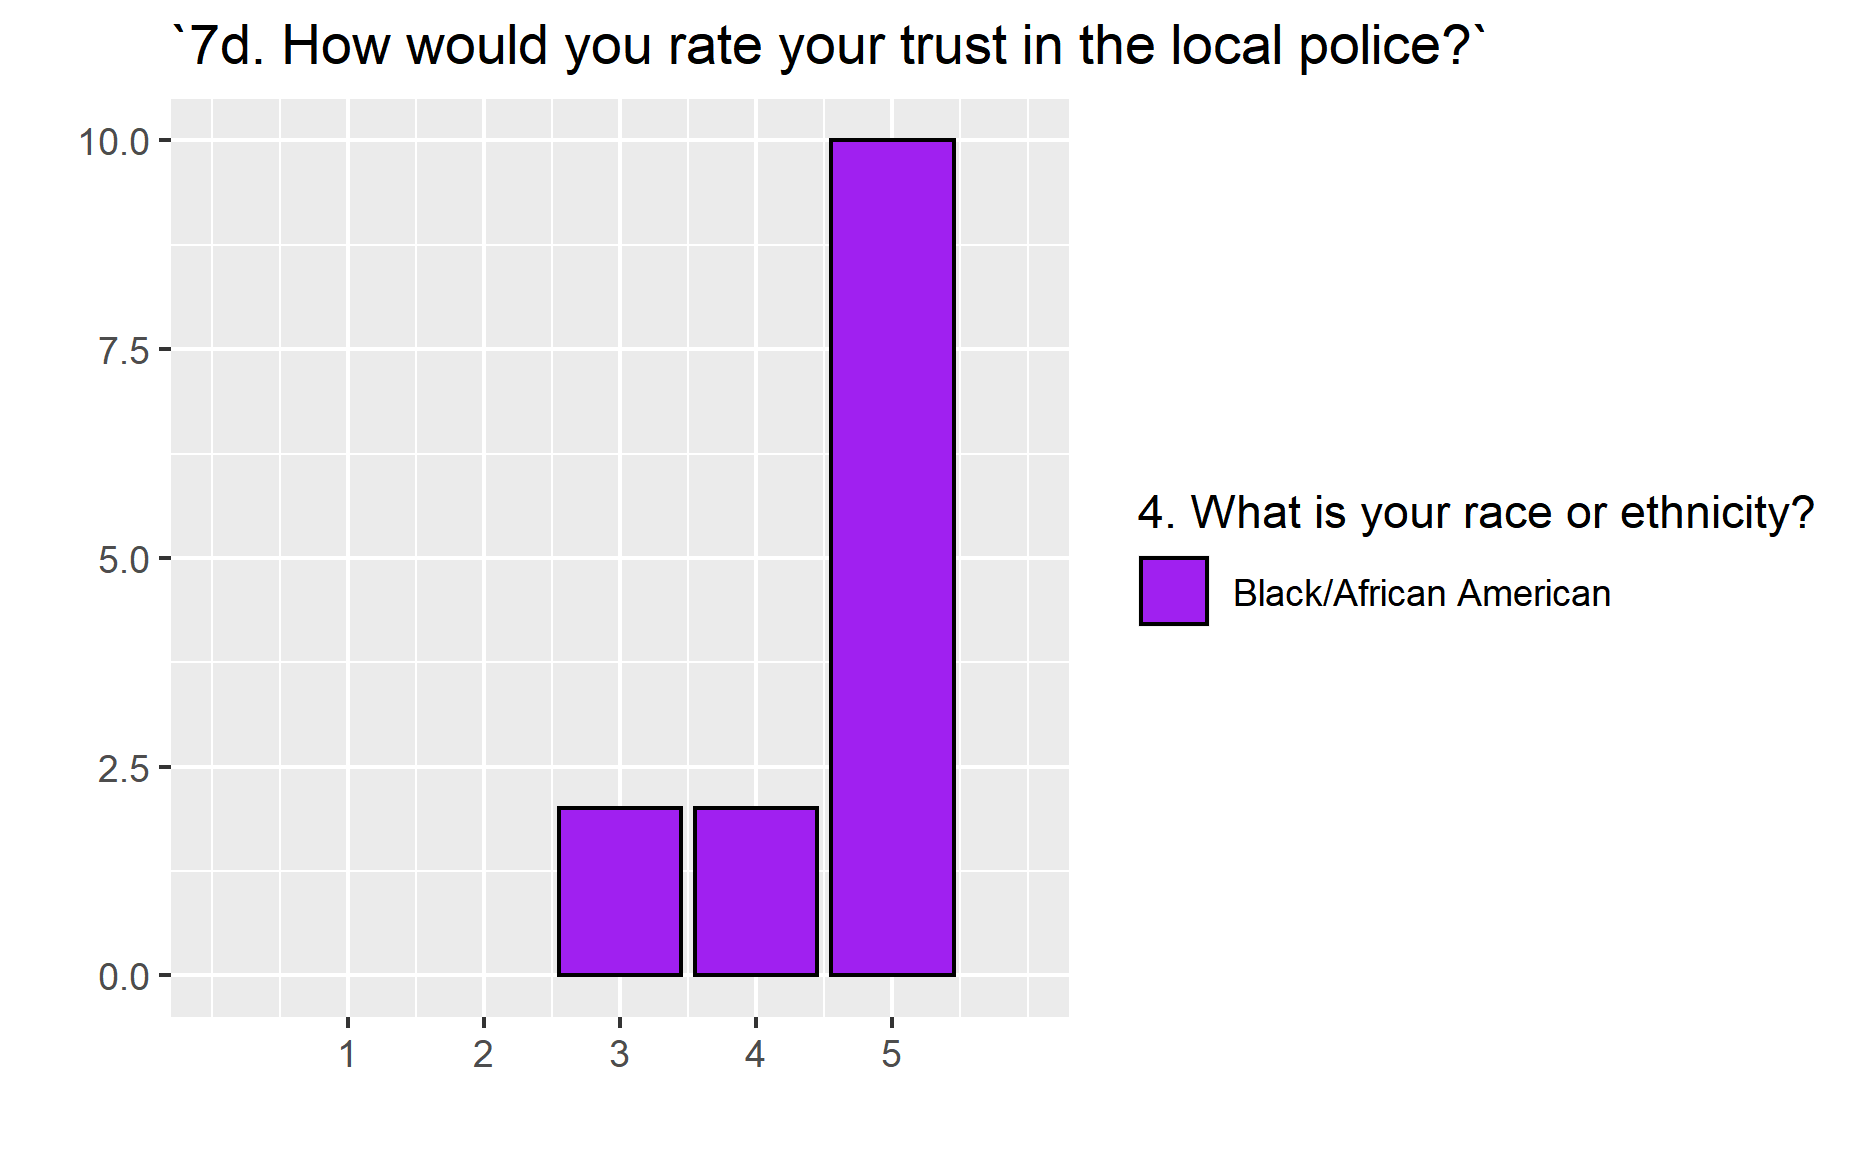 `7d. How would you rate your trust in the local police?`
10.0
7.5
5.0
2.5
0.0
1 2 3 4 5
4. What is your race or ethnicity?
Black/African American